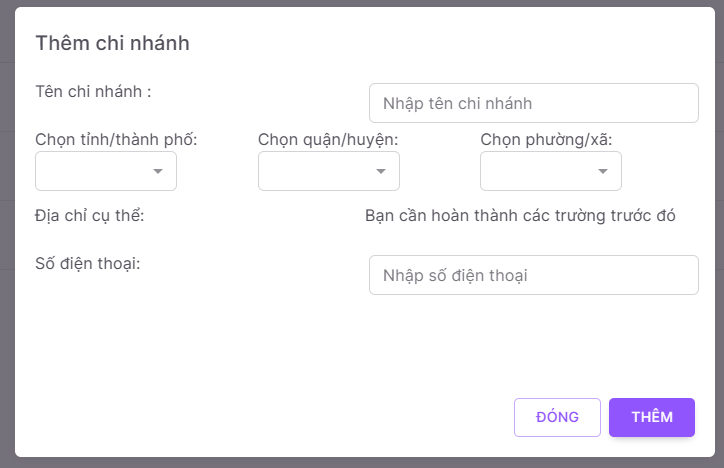 Thêm chi nhánh
Tên chi nhánh :
Nhập tên chi nhánh
Chọn tỉnh/thành phố: Chọn quận/huyện: Chọn phường/xã:
Địa chỉ cụ thể: Bạn cần hoàn thành các trường trước đó
Số điện thoại:
Nhập số điện thoại
ĐÓNG THÊM